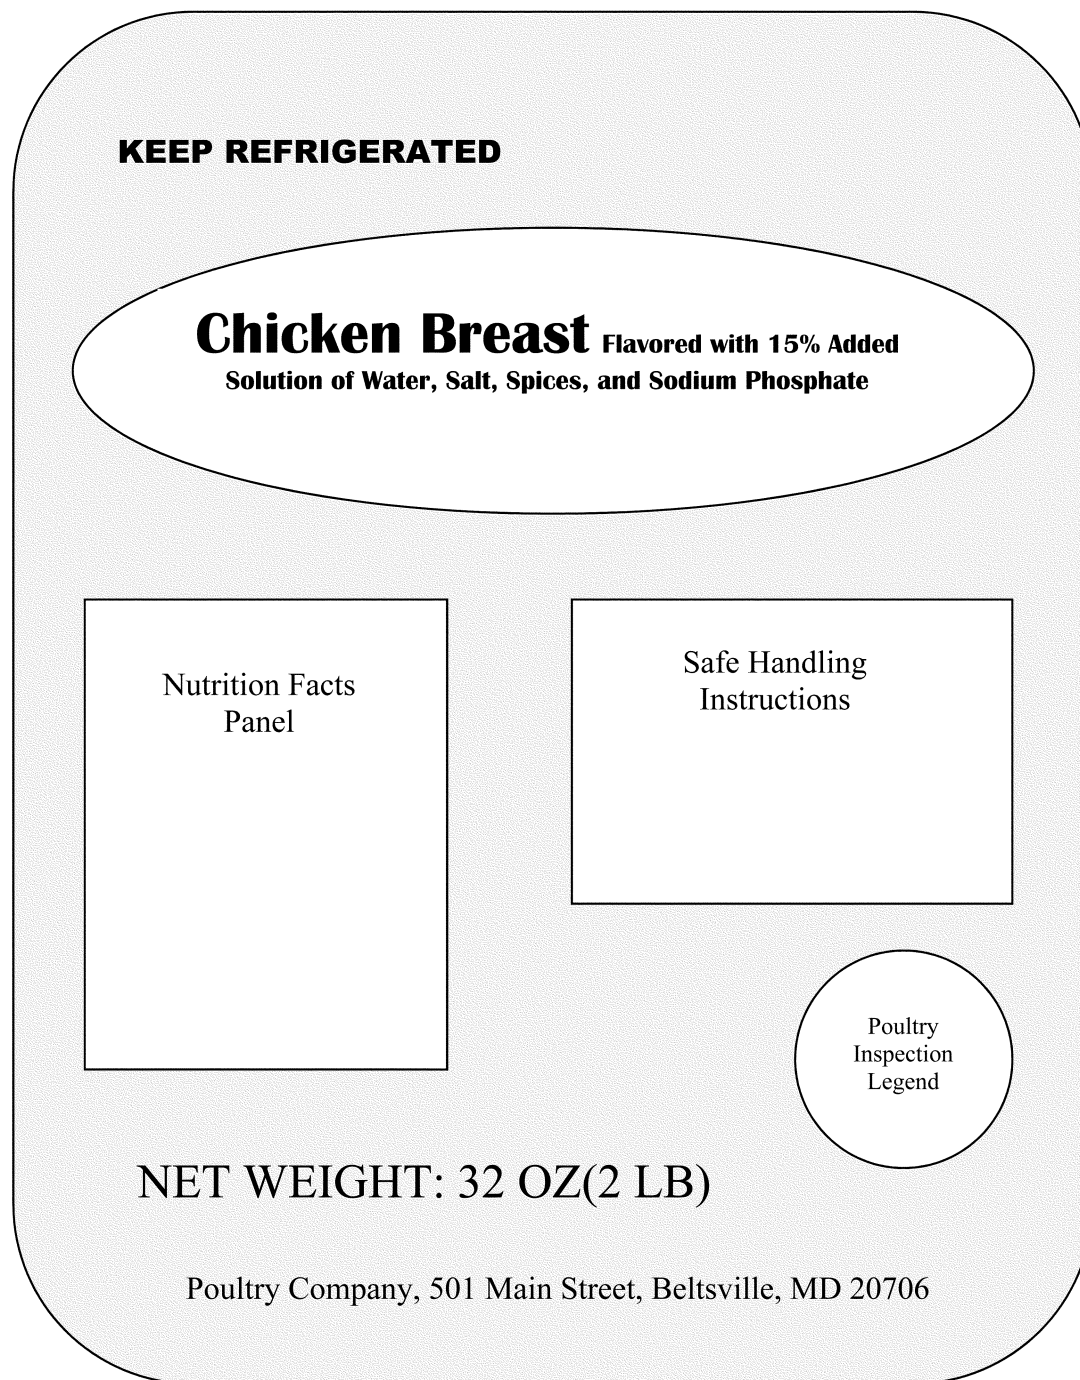 KEEP REFRIGERATED
Chicken Breast Flavored with 15% Added
Solution of Water, Salt, Spices, and Sodium Phosphate
Nutrition Facts
Panel
Safe Handling
Instructions
Poultry
Inspection
Legend
NET WEIGHT: 32 OZ(2 LB)
Poultry Company, 501 Main Street, Beltsville, MD 20706